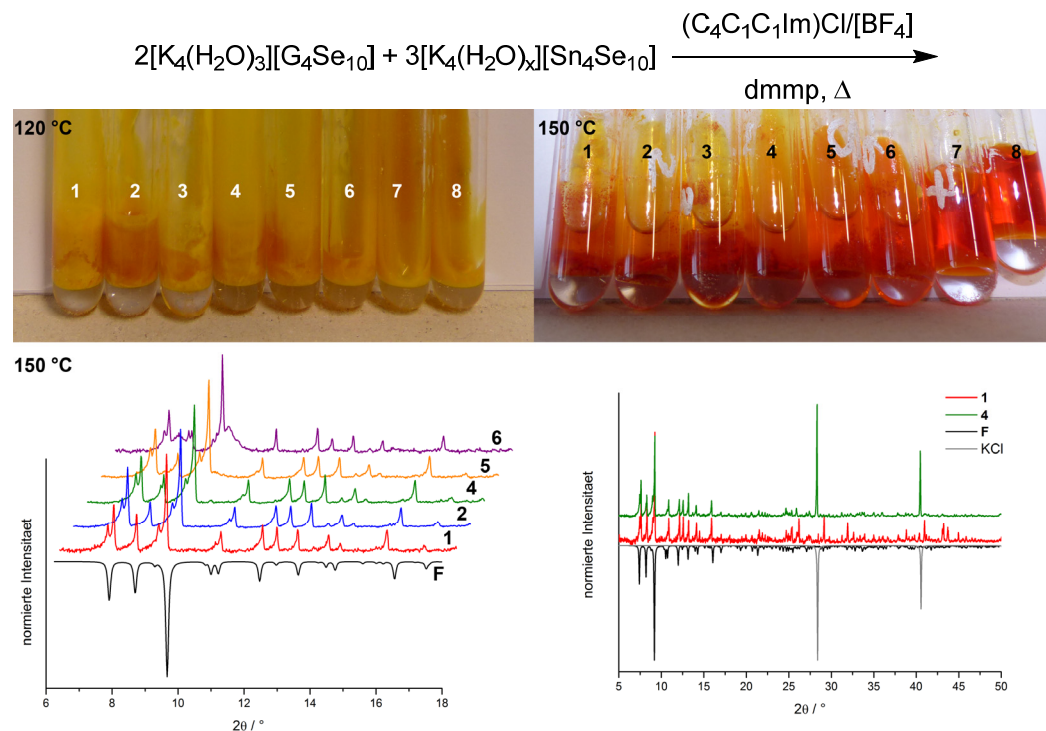 (C₄C₁C₁Im)Cl/[BF₄]
2[K₄(H₂O)₃][G₄Se₁₀] + 3[K₄(H₂O)ₓ][Sn₄Se₁₀]
dmmp, Δ
120 °C
1 2 3 4 5 6 7 8
150 °C
1 2 3 4 5 6 7 8
150 °C
6
5
4
2
1
F
normierte Intensitaet
6 8 10 12 14 16 18 20
2θ / °
1
4
F
KCl
normierte Intensitaet
5 10 15 20 25 30 35 40 45 50
2θ / °